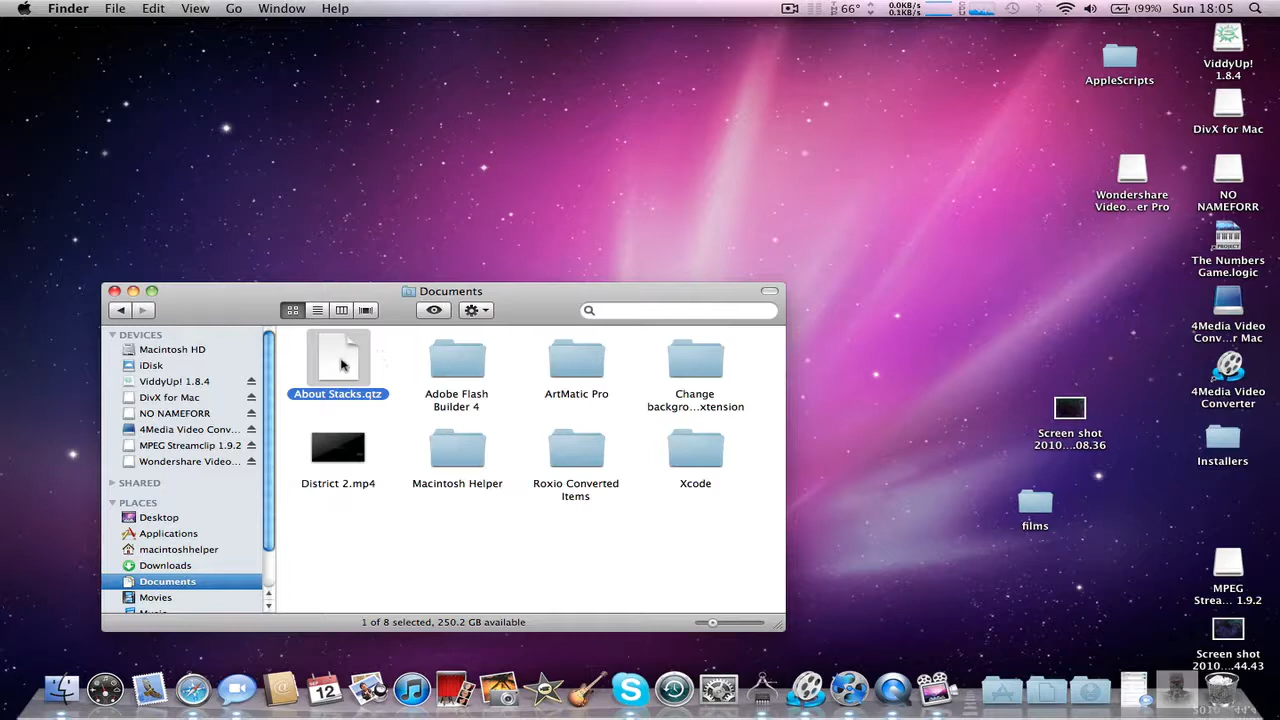 Finder File Edit View Go Window Help
66° 0.0KB/s 0.1KB/s (99%) Sun 18:05
AppleScripts
ViddyUp!
1.8.4
DivX for Mac
Wondershare
Video...er Pro
NO
NAMEFORR
The Numbers
Game.logic
4Media Video
Conv...r Mac
4Media Video
Converter
Screen shot
2010....08.36
Installers
films
MPEG
Strea... 1.9.2
Screen shot
2010....44.43
Documents
DEVICES
Macintosh HD
iDisk
ViddyUp! 1.8.4
DivX for Mac
NO NAMEFORR
4Media Video Conv...
MPEG Streamclip 1.9.2
Wondershare Video...
SHARED
PLACES
Desktop
Applications
macintoshhelper
Downloads
Documents
Movies
Music
About Stacks.qtz
Adobe Flash
Builder 4
ArtMatic Pro
Change
backgro...xtension
District 2.mp4
Macintosh Helper
Roxio Converted
Items
Xcode
1 of 8 selected, 250.2 GB available
SEP
12